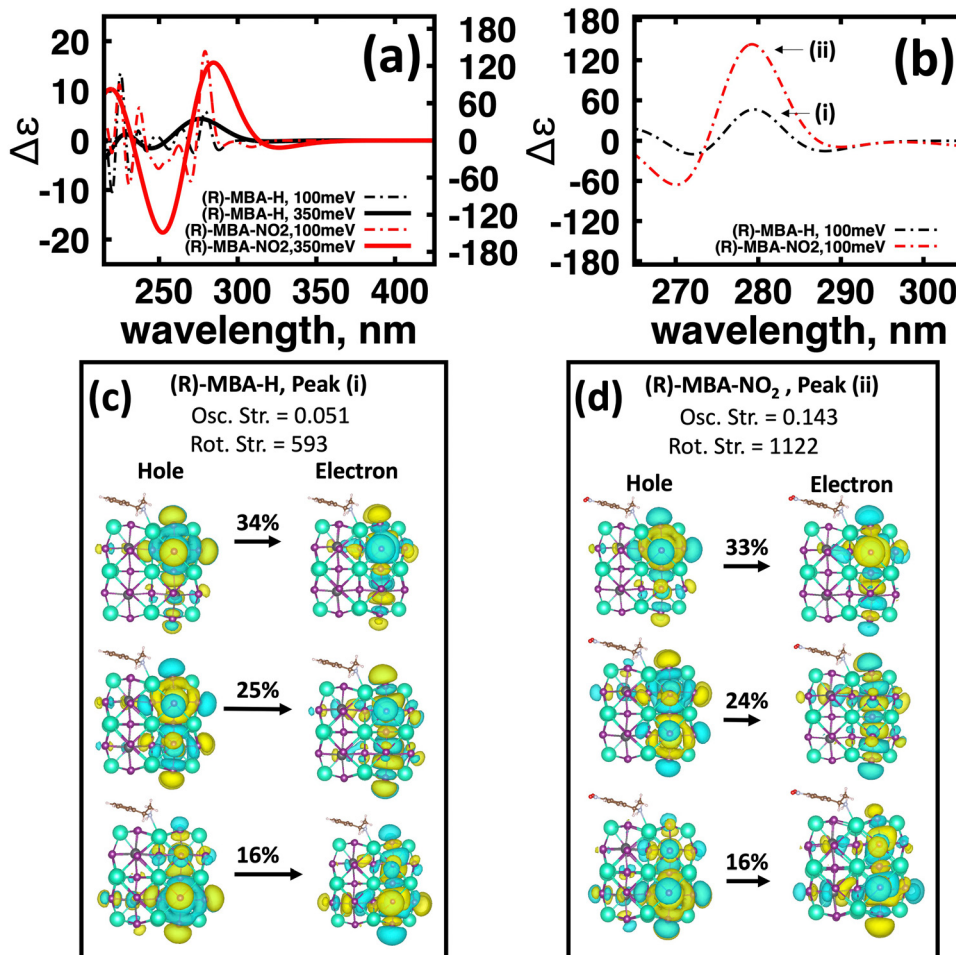 (a)
20
10
0
-10
-20
Δε
180
120
60
0
-60
-120
-180
(R)-MBA-H, 100meV
(R)-MBA-H, 350meV
(R)-MBA-NO2,100meV
(R)-MBA-NO2,350meV
250 300 350 400
wavelength, nm
(b)
180
120
60
0
-60
-120
-180
Δε
(ii)
(i)
(R)-MBA-H, 100meV
(R)-MBA-NO2,100meV
270 280 290 300
wavelength, nm
(c)
(R)-MBA-H, Peak (i)
Osc. Str. = 0.051
Rot. Str. = 593
Hole Electron
34%
25%
16%
(d)
(R)-MBA-NO₂ , Peak (ii)
Osc. Str. = 0.143
Rot. Str. = 1122
Hole Electron
33%
24%
16%